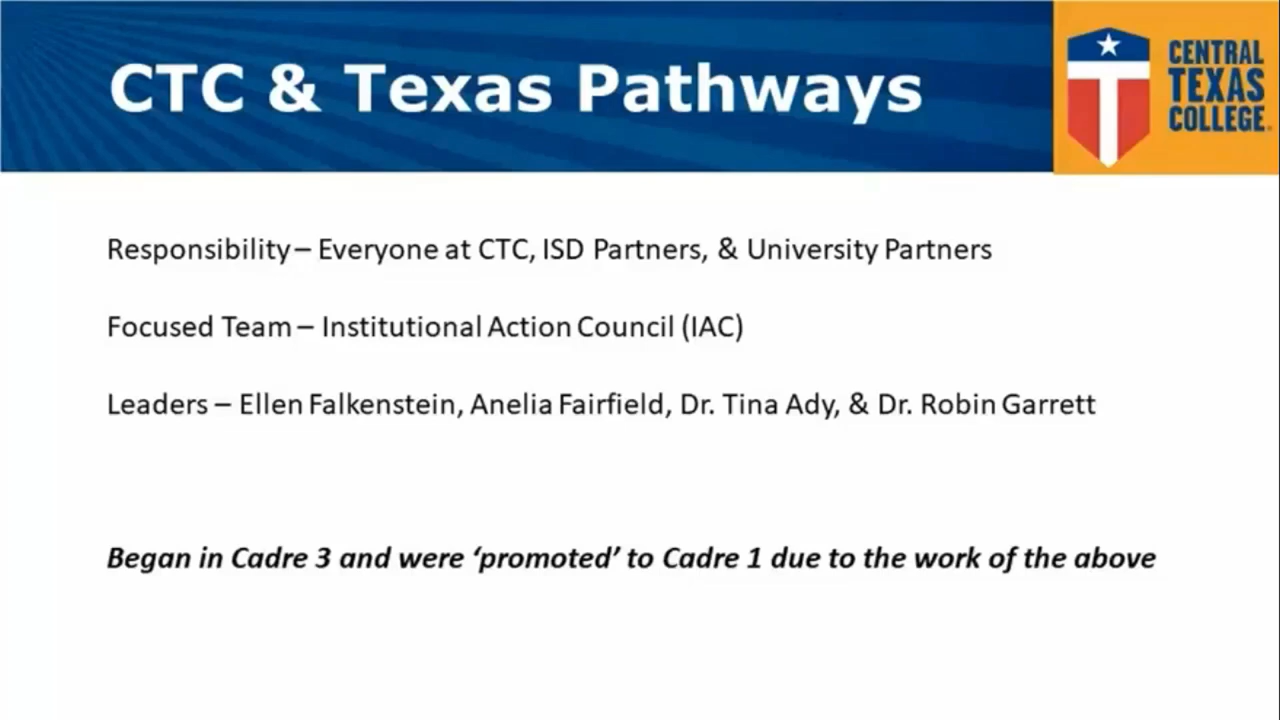 CTC & Texas Pathways
CENTRAL
TEXAS
COLLEGE
Responsibility – Everyone at CTC, ISD Partners, & University Partners
Focused Team – Institutional Action Council (IAC)
Leaders – Ellen Falkenstein, Anelia Fairfield, Dr. Tina Ady, & Dr. Robin Garrett
Began in Cadre 3 and were ‘promoted’ to Cadre 1 due to the work of the above